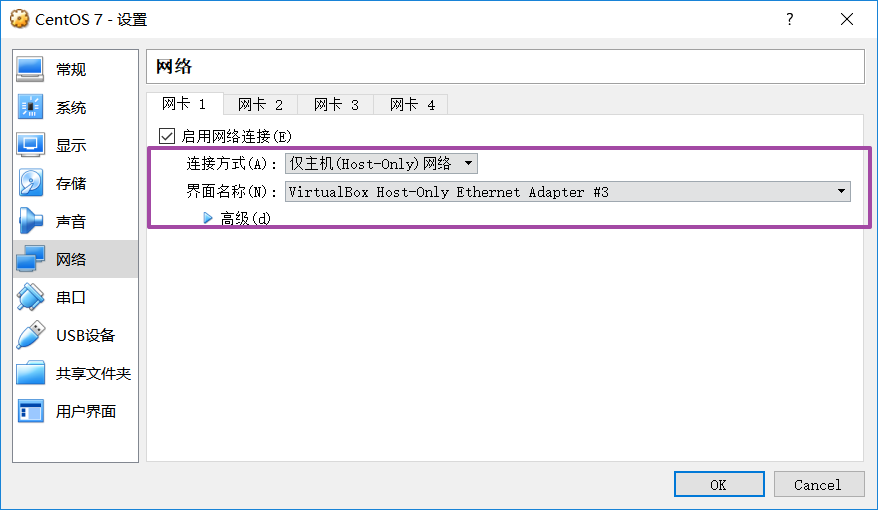 CentOS 7 - 设置
?
常规
系统
显示
存储
声音
网络
串口
USB设备
共享文件夹
用户界面
网络
网卡 1 网卡 2 网卡 3 网卡 4
启用网络连接(E)
连接方式(A): 仅主机(Host-Only)网络
界面名称(N): VirtualBox Host-Only Ethernet Adapter #3
高级(d)
OK Cancel